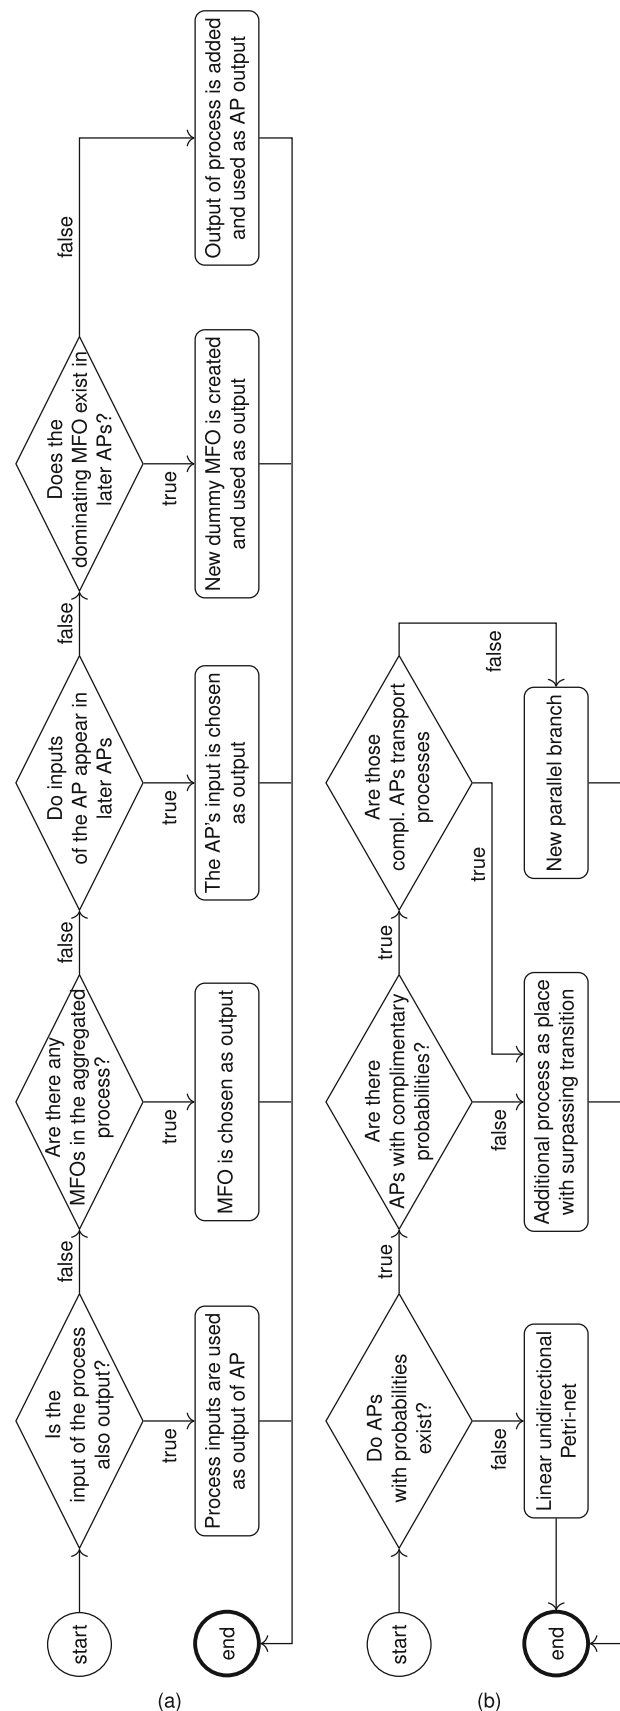 start
Is the
input of the process
also output?
false
Are there any
MFOs in the aggregated
process?
false
Do inputs
of the AP appear in
later APs
false
Does the
dominating MFO exist in
later APs?
false
true
true
true
true
end
Process inputs are used
as output of AP
MFO is chosen as output
The AP's input is chosen
as output
New dummy MFO is created
and used as output
Output of process is added
and used as AP output
(a)
start
Do APs
with probabilities
exist?
true
Are there
APs with complimentary
probabilities?
true
Are those
compl. APs transport
processes
false
false
false
true
end
Linear unidirectional
Petri-net
Additional process as place
with surpassing transition
New parallel branch
(b)